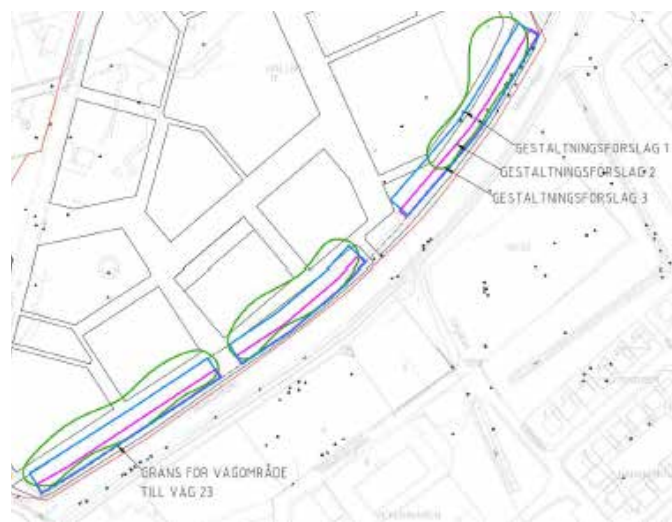 GESTALTNINGSFÖRSLAG 1
GESTALTNINGSFÖRSLAG 2
GESTALTNINGSFÖRSLAG 3
GRÄNS FÖR VÄGOMRÅDE
TILL VÄG 23